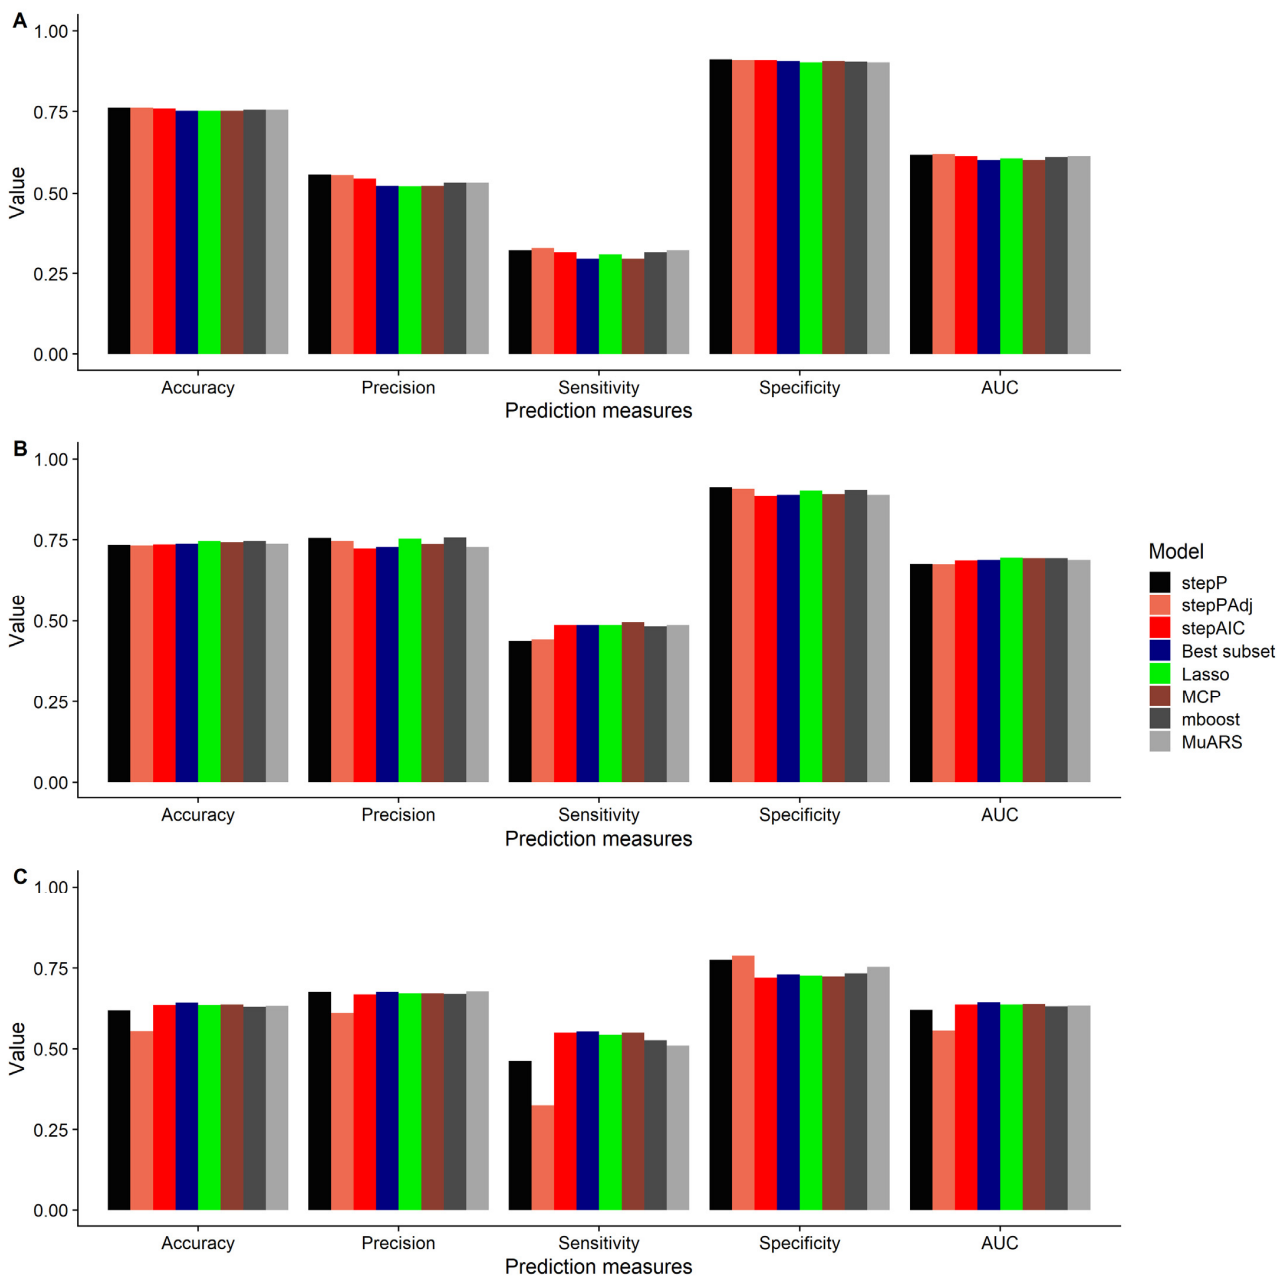 A
1.00
0.75
0.50
0.25
0.00
Value
Accuracy Precision Sensitivity Specificity AUC
Prediction measures
B
1.00
0.75
0.50
0.25
0.00
Value
Accuracy Precision Sensitivity Specificity AUC
Prediction measures
C
1.00
0.75
0.50
0.25
0.00
Value
Accuracy Precision Sensitivity Specificity AUC
Prediction measures
Model
stepP
stepPAdj
stepAIC
Best subset
Lasso
MCP
mboost
MuARS